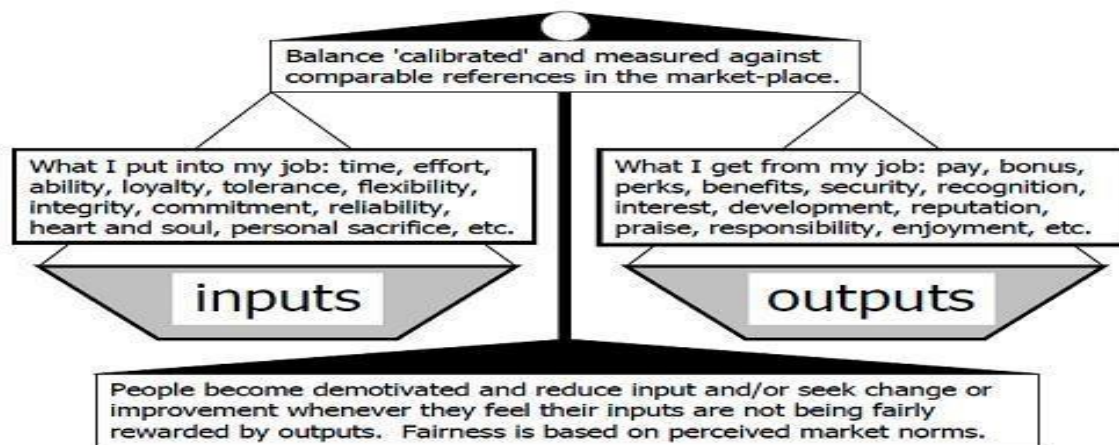 Balance 'calibrated' and measured against
comparable references in the market-place.
What I put into my job: time, effort,
ability, loyalty, tolerance, flexibility,
integrity, commitment, reliability,
heart and soul, personal sacrifice, etc.
What I get from my job: pay, bonus,
perks, benefits, security, recognition,
interest, development, reputation,
praise, responsibility, enjoyment, etc.
inputs
outputs
People become demotivated and reduce input and/or seek change or
improvement whenever they feel their inputs are not being fairly
rewarded by outputs. Fairness is based on perceived market norms.